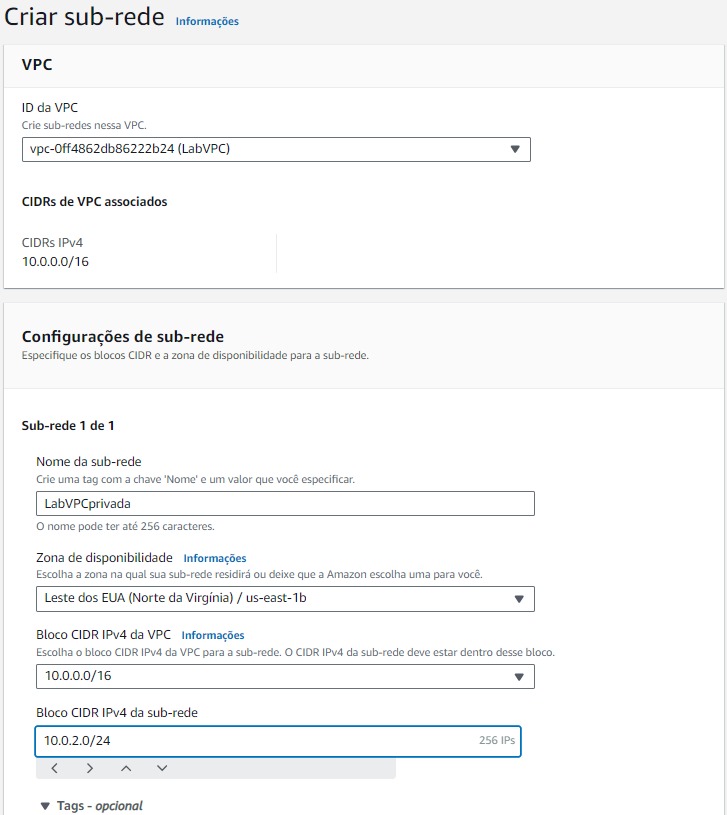 Criar sub-rede Informações
VPC
ID da VPC
Crie sub-redes nessa VPC.
vpc-0ff4862db86222b24 (LabVPC)
CIDRs de VPC associados
CIDRs IPv4
10.0.0.0/16
Configurações de sub-rede
Especifique os blocos CIDR e a zona de disponibilidade para a sub-rede.
Sub-rede 1 de 1
Nome da sub-rede
Crie uma tag com a chave 'Nome' e um valor que você especificar.
LabVPCprivada
O nome pode ter até 256 caracteres.
Zona de disponibilidade Informações
Escolha a zona na qual sua sub-rede residirá ou deixe que a Amazon escolha uma para você.
Leste dos EUA (Norte da Virgínia) / us-east-1b
Bloco CIDR IPv4 da VPC Informações
Escolha o bloco CIDR IPv4 da VPC para a sub-rede. O CIDR IPv4 da sub-rede deve estar dentro desse bloco.
10.0.0.0/16
Bloco CIDR IPv4 da sub-rede
10.0.2.0/24 256 IPs
Tags - opcional